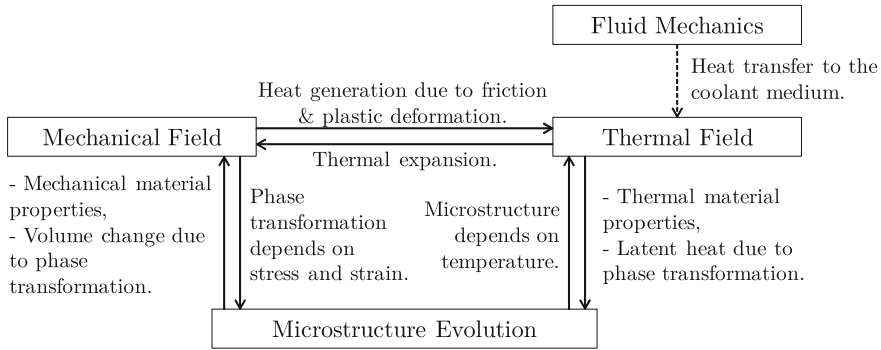 Fluid Mechanics
Heat transfer to the
coolant medium.
Heat generation due to friction
& plastic deformation.
Mechanical Field
Thermal Field
Thermal expansion.
- Mechanical material
properties,
- Volume change due
to phase
transformation.
Phase
transformation
depends on
stress and strain.
Microstructure
depends on
temperature.
- Thermal material
properties,
- Latent heat due to
phase transformation.
Microstructure Evolution